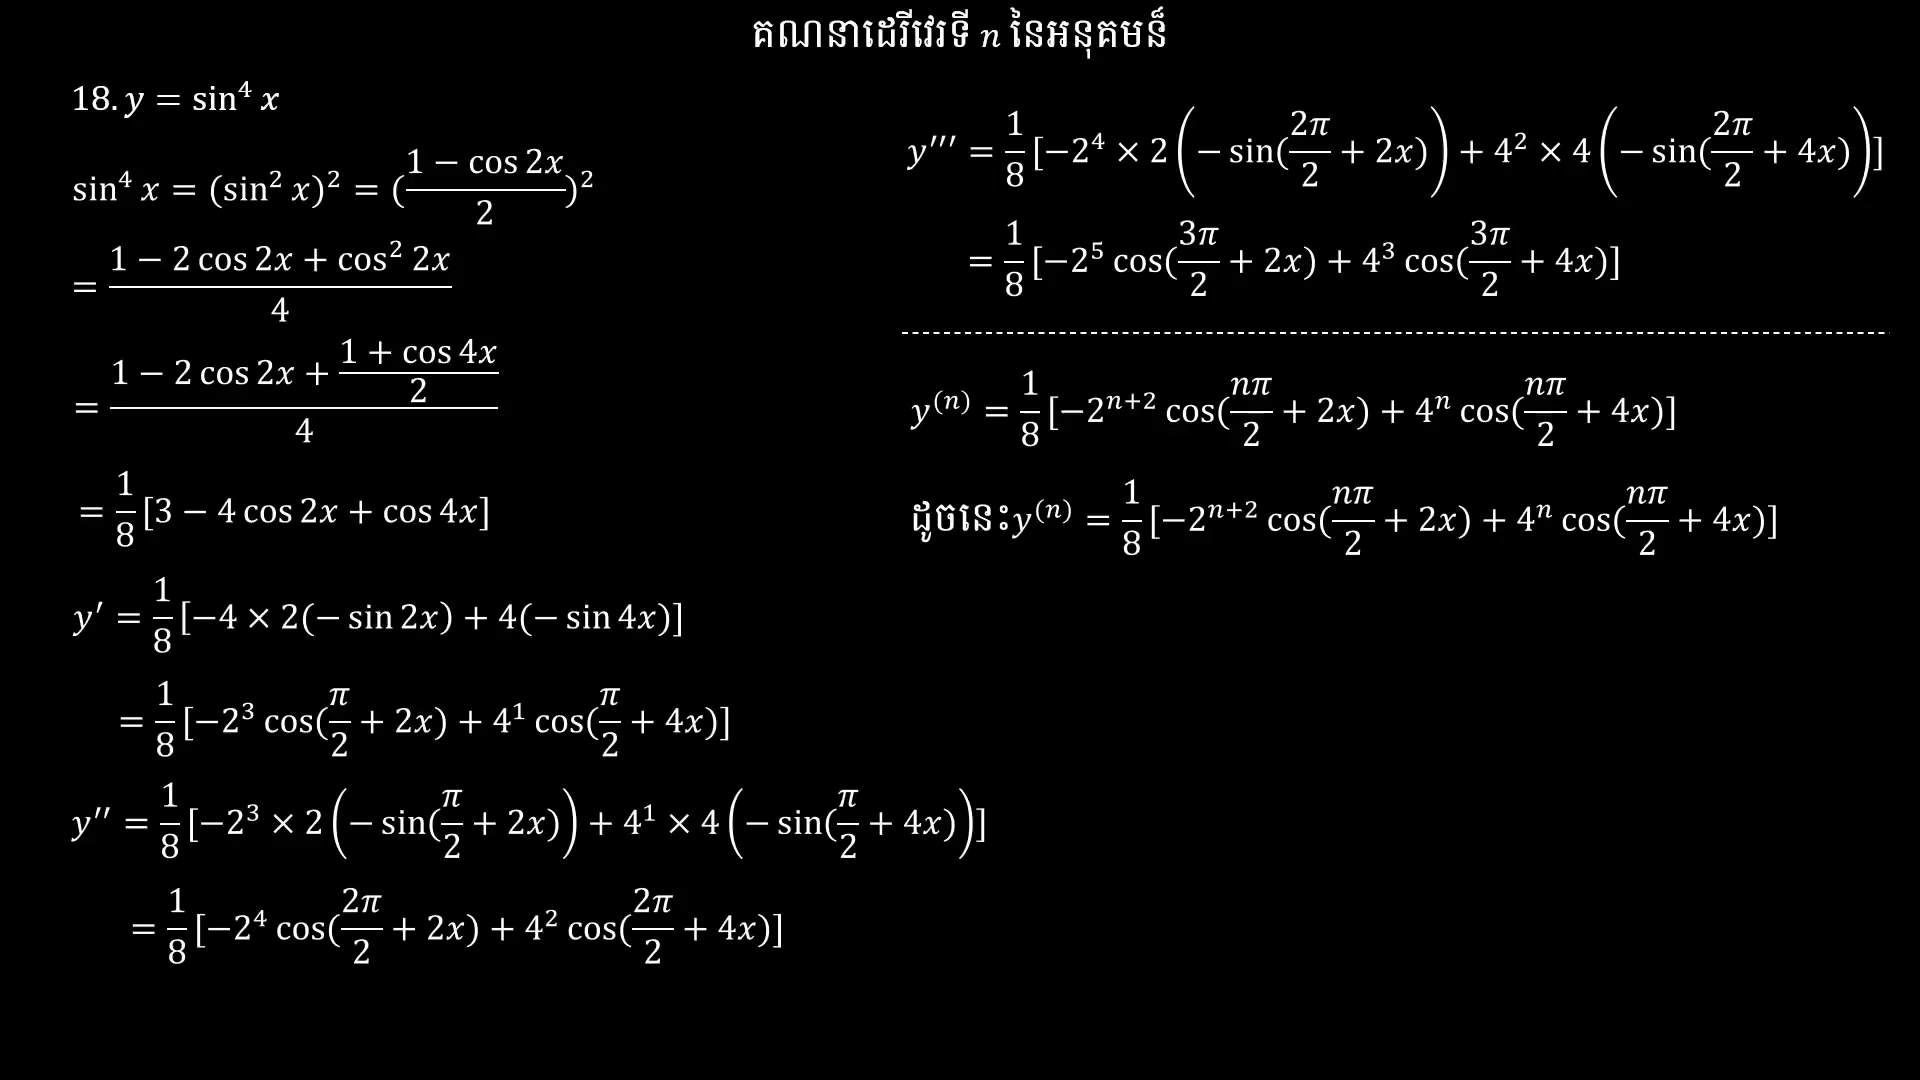 គណនាដេរីវេរទី n នៃអនុគមន៏
18. y = sin⁴ x
sin⁴ x = (sin² x)² = ((1 − cos 2x)/2)²
= (1 − 2 cos 2x + cos² 2x)/4
= (1 − 2 cos 2x + (1 + cos 4x)/2)/4
= 1/8 [3 − 4 cos 2x + cos 4x]
y′ = 1/8 [−4 × 2(− sin 2x) + 4(− sin 4x)]
= 1/8 [−2³ cos(π/2 + 2x) + 4¹ cos(π/2 + 4x)]
y′′ = 1/8 [−2³ × 2 (− sin(π/2 + 2x)) + 4¹ × 4 (− sin(π/2 + 4x))]
= 1/8 [−2⁴ cos(2π/2 + 2x) + 4² cos(2π/2 + 4x)]
y′′′ = 1/8 [−2⁴ × 2 (− sin(2π/2 + 2x)) + 4² × 4 (− sin(2π/2 + 4x))]
= 1/8 [−2⁵ cos(3π/2 + 2x) + 4³ cos(3π/2 + 4x)]
y⁽ⁿ⁾ = 1/8 [−2ⁿ⁺² cos(nπ/2 + 2x) + 4ⁿ cos(nπ/2 + 4x)]
ដូចនេះ y⁽ⁿ⁾ = 1/8 [−2ⁿ⁺² cos(nπ/2 + 2x) + 4ⁿ cos(nπ/2 + 4x)]